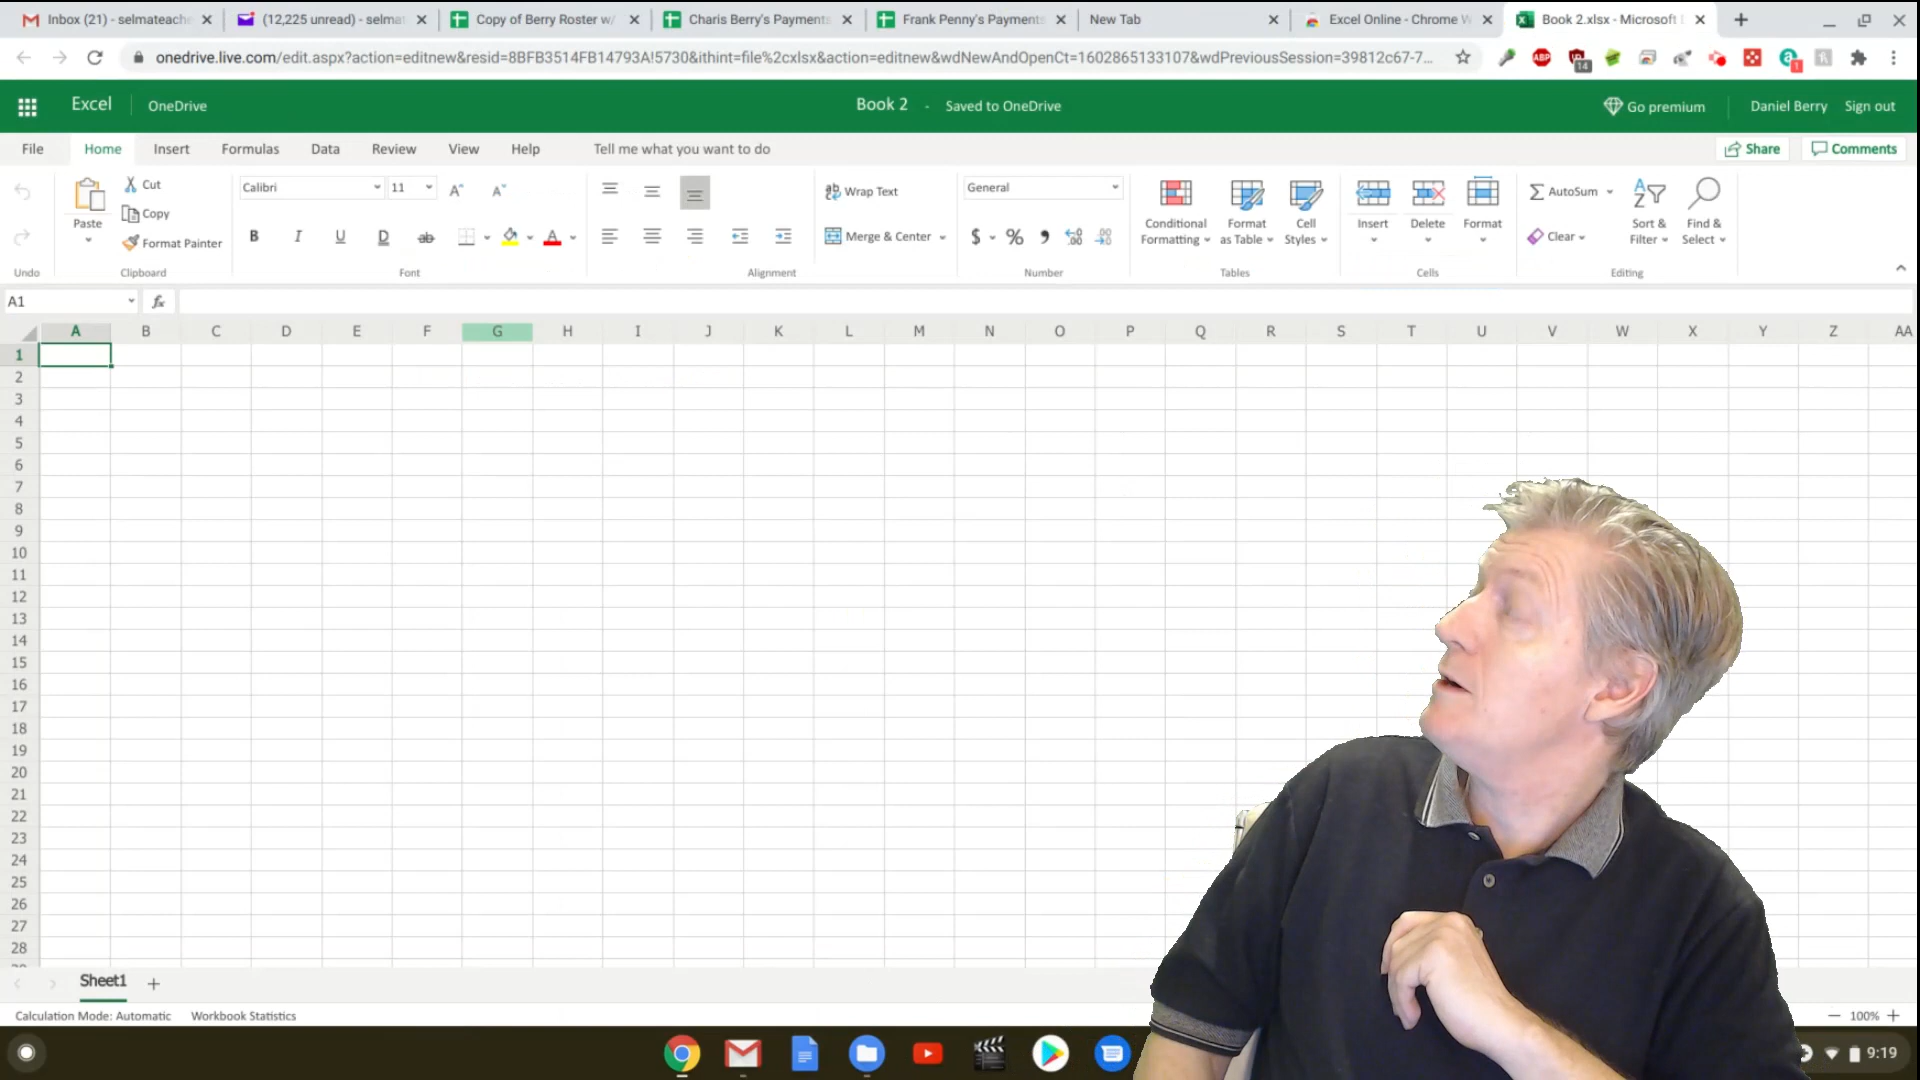 Inbox (21) - selmateache
(12,225 unread) - selmat
Copy of Berry Roster w/
Charis Berry's Payments
Frank Penny's Payments
New Tab
Excel Online - Chrome W
Book 2.xlsx - Microsoft
onedrive.live.com/edit.aspx?action=editnew&resid=8BFB3514FB14793A!5730&ithint=file%2cxlsx&action=editnew&wdNewAndOpenCt=1602865133107&wdPreviousSession=39812c67-7...
ABP
14
1
Excel
OneDrive
Book 2 - Saved to OneDrive
Go premium
Daniel Berry
Sign out
File
Home
Insert
Formulas
Data
Review
View
Help
Tell me what you want to do
Share
Comments
Paste
Cut
Copy
Format Painter
Calibri
11
B I U D ab
Wrap Text
Merge & Center
General
$ % ,
Conditional Formatting
Format as Table
Cell Styles
Insert
Delete
Format
AutoSum
Clear
Sort & Filter
Find & Select
Undo
Clipboard
Font
Alignment
Number
Tables
Cells
Editing
A1
fx
A B C D E F G H I J K L M N O P Q R S T U V W X Y Z AA
1
2
3
4
5
6
7
8
9
10
11
12
13
14
15
16
17
18
19
20
21
22
23
24
25
26
27
28
Sheet1
Calculation Mode: Automatic
Workbook Statistics
100%
9:19